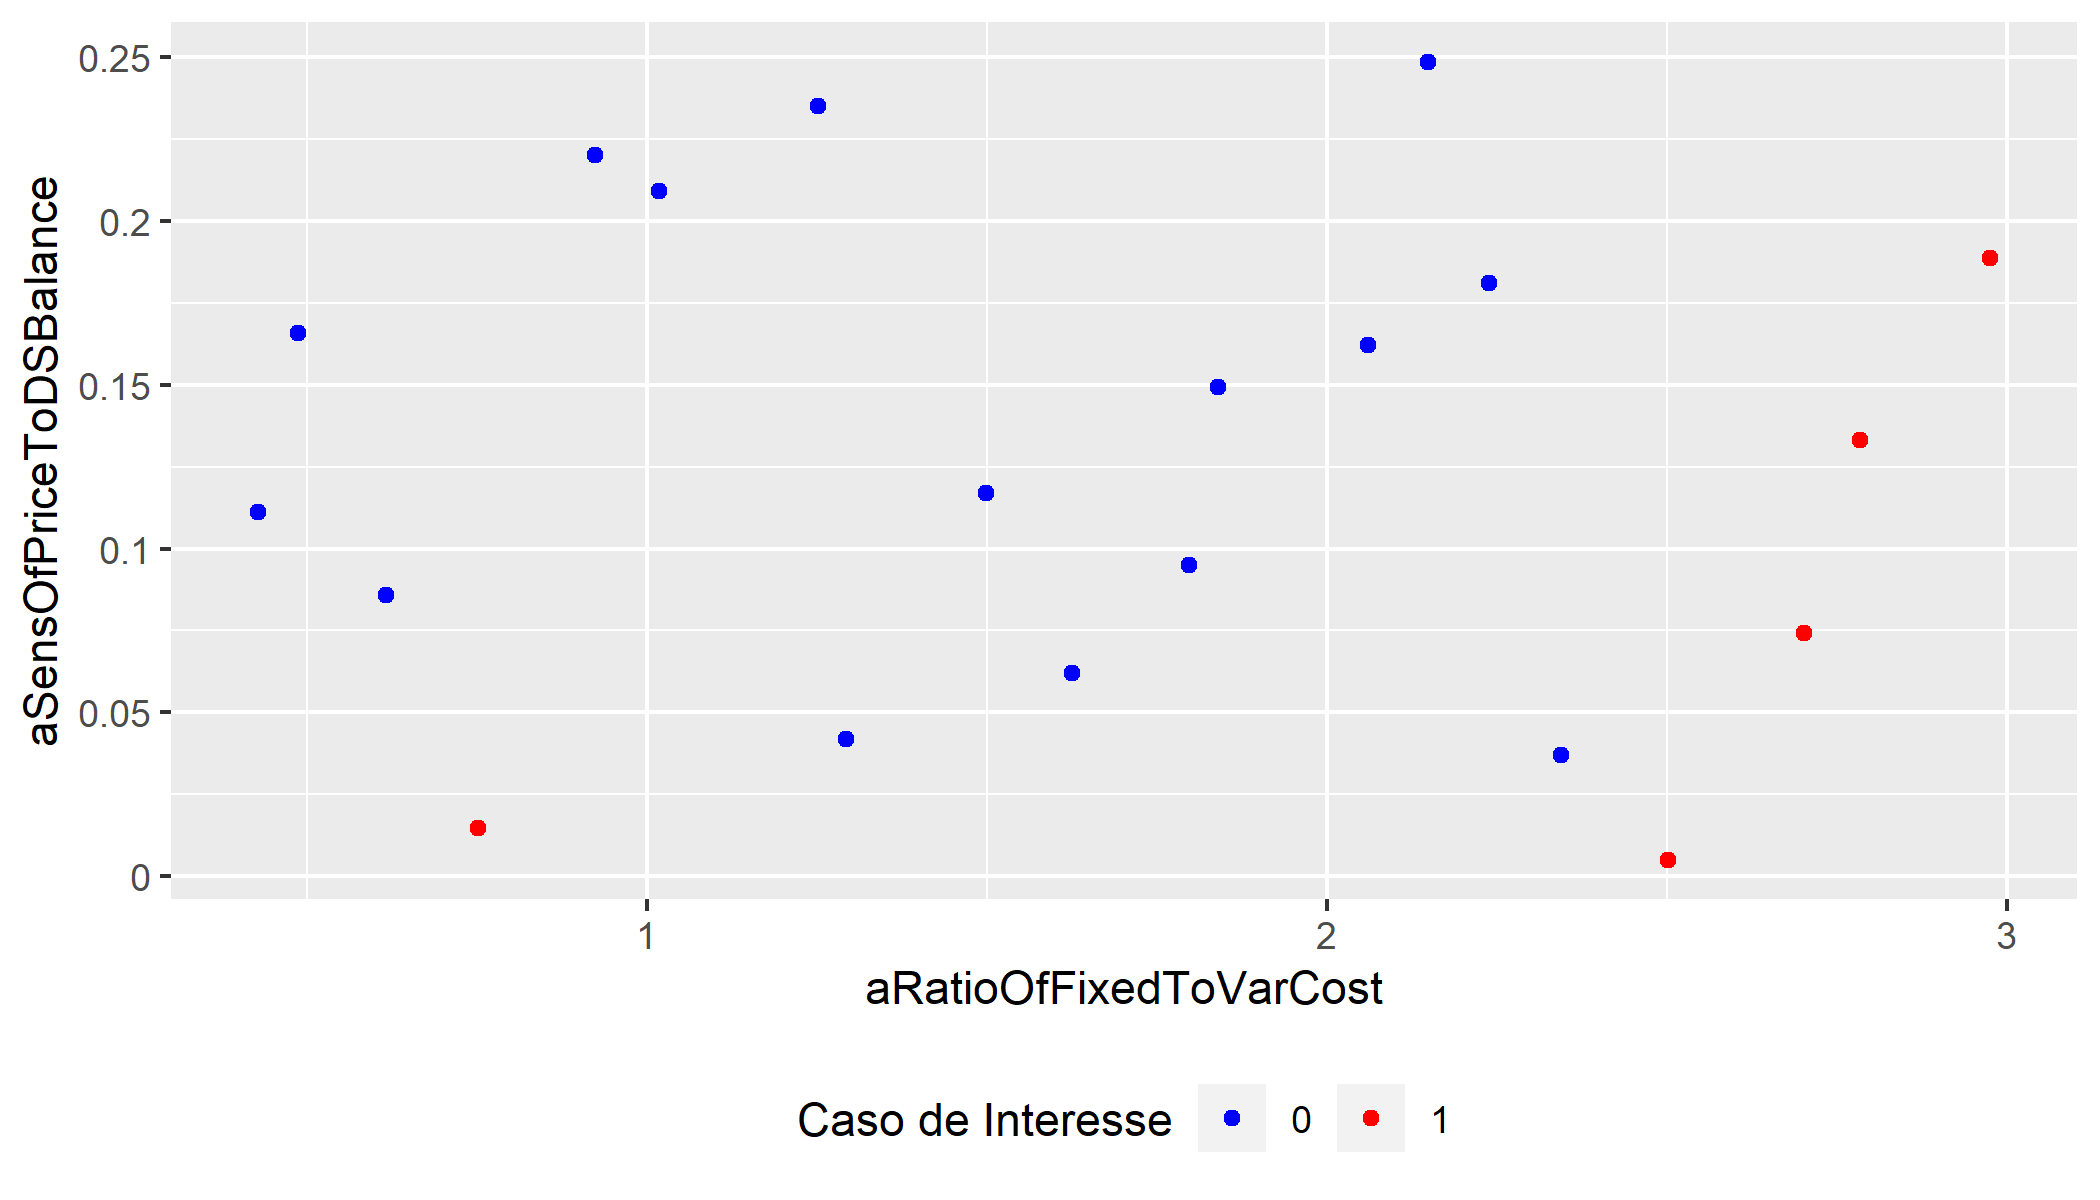 0.25
0.2
0.15
0.1
0.05
0
aSensOfPriceToDSBalance
1 2 3
aRatioOfFixedToVarCost
Caso de Interesse 0 1